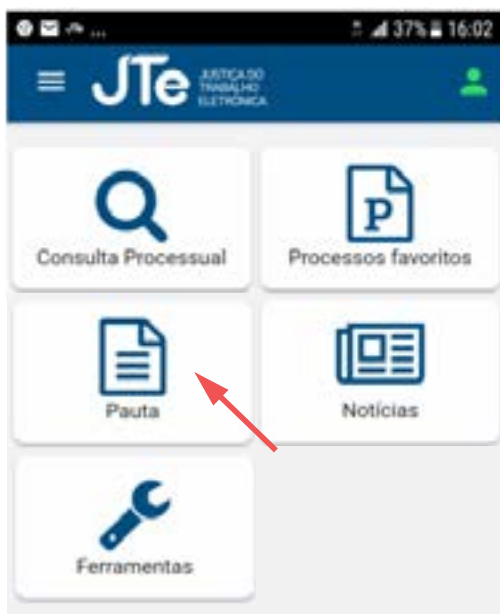 ... 37% 16:02
JTe JUSTIÇA DO
TRABALHO
ELETRÔNICA
Consulta Processual
P
Processos favoritos
Pauta
Notícias
Ferramentas